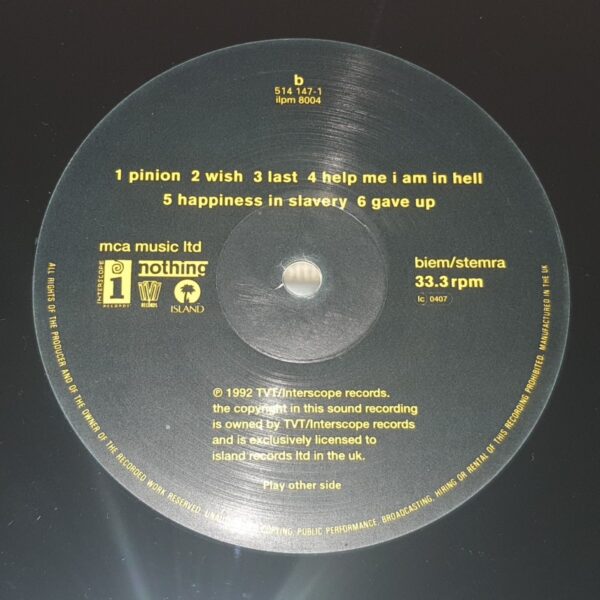 b
514 147-1
ilpm 8004
1 pinion 2 wish 3 last 4 help me i am in hell
5 happiness in slavery 6 gave up
mca music ltd
biem/stemra
33.3 rpm
lc 0407
INTERSCOPE
i
RECORDS
nothing
TVT
RECORDS
ISLAND
℗ 1992 TVT/Interscope records.
the copyright in this sound recording
is owned by TVT/Interscope records
and is exclusively licensed to
island records ltd in the uk.
Play other side
ALL RIGHTS OF THE PRODUCER AND OF THE OWNER OF THE RECORDED WORK RESERVED. COPYING, PUBLIC PERFORMANCE, BROADCASTING, HIRING OR RENTAL OF THIS RECORDING PROHIBITED. MANUFACTURED IN THE UK